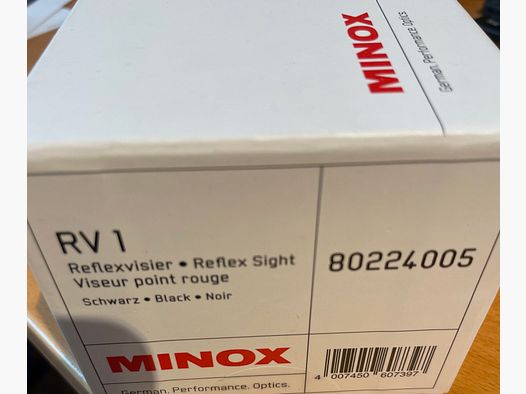 MINOX
German. Performance. Optics.
RV 1
Reflexvisier • Reflex Sight
Viseur point rouge
Schwarz • Black • Noir
80224005
MINOX
German. Performance. Optics.
4 007450 607397